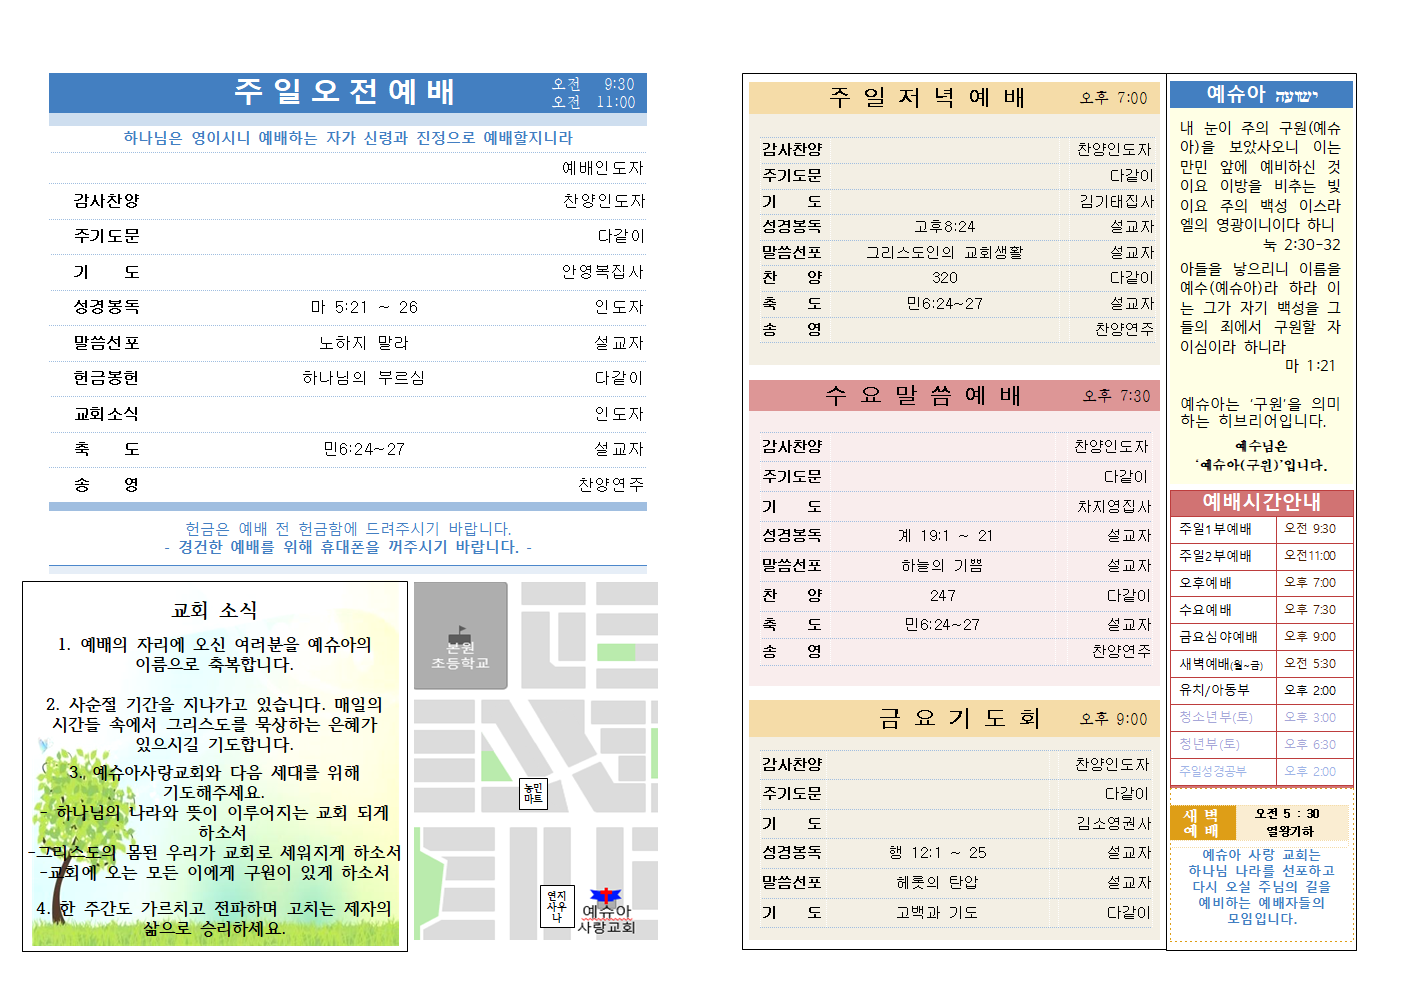 주일오전예배
오전 9:30
오전 11:00
하나님은 영이시니 예배하는 자가 신령과 진정으로 예배할지니라
예배인도자
감사찬양 찬양인도자
주기도문 다같이
기 도 안영복집사
성경봉독 마 5:21 ~ 26 인도자
말씀선포 노하지 말라 설교자
헌금봉헌 하나님의 부르심 다같이
교회소식 인도자
축 도 민6:24~27 설교자
송 영 찬양연주
헌금은 예배 전 헌금함에 드려주시기 바랍니다.
- 경건한 예배를 위해 휴대폰을 꺼주시기 바랍니다. -
교회 소식
1. 예배의 자리에 오신 여러분을 예슈아의
이름으로 축복합니다.
2. 사순절 기간을 지나가고 있습니다. 매일의
시간들 속에서 그리스도를 묵상하는 은혜가
있으시길 기도합니다.
3.. 예슈아사랑교회와 다음 세대를 위해
기도해주세요.
- 하나님의 나라와 뜻이 이루어지는 교회 되게
하소서
-그리스도의 몸된 우리가 교회로 세워지게 하소서
-교회에 오는 모든 이에게 구원이 있게 하소서
4. 한 주간도 가르치고 전파하며 고치는 제자의
삶으로 승리하세요.
본원
초등학교
농민
마트
연지
사우
나
예슈아
사랑교회
주일저녁예배 오후 7:00
감사찬양 찬양인도자
주기도문 다같이
기 도 김기태집사
성경봉독 고후8:24 설교자
말씀선포 그리스도인의 교회생활 설교자
찬 양 320 다같이
축 도 민6:24~27 설교자
송 영 찬양연주
수요말씀예배 오후 7:30
감사찬양 찬양인도자
주기도문 다같이
기 도 차지영집사
성경봉독 계 19:1 ~ 21 설교자
말씀선포 하늘의 기쁨 설교자
찬 양 247 다같이
축 도 민6:24~27 설교자
송 영 찬양연주
금요기도회 오후 9:00
감사찬양 찬양인도자
주기도문 다같이
기 도 김소영권사
성경봉독 행 12:1 ~ 25 설교자
말씀선포 헤롯의 탄압 설교자
기 도 고백과 기도 다같이
예슈아 ישועה
내 눈이 주의 구원(예슈
아)을 보았사오니 이는
만민 앞에 예비하신 것
이요 이방을 비추는 빛
이요 주의 백성 이스라
엘의 영광이니이다 하니
눅 2:30-32
아들을 낳으리니 이름을
예수(예슈아)라 하라 이
는 그가 자기 백성을 그
들의 죄에서 구원할 자
이심이라 하니라
마 1:21
예슈아는 '구원'을 의미
하는 히브리어입니다.
예수님은
'예슈아(구원)'입니다.
예배시간안내
주일1부예배 오전 9:30
주일2부예배 오전11:00
오후예배 오후 7:00
수요예배 오후 7:30
금요심야예배 오후 9:00
새벽예배(월~금) 오전 5:30
유치/아동부 오후 2:00
청소년부(토) 오후 3:00
청년부(토) 오후 6:30
주일성경공부 오후 2:00
새벽
예배
오전 5 : 30
열왕기하
예슈아 사랑 교회는
하나님 나라를 선포하고
다시 오실 주님의 길을
예비하는 예배자들의
모임입니다.